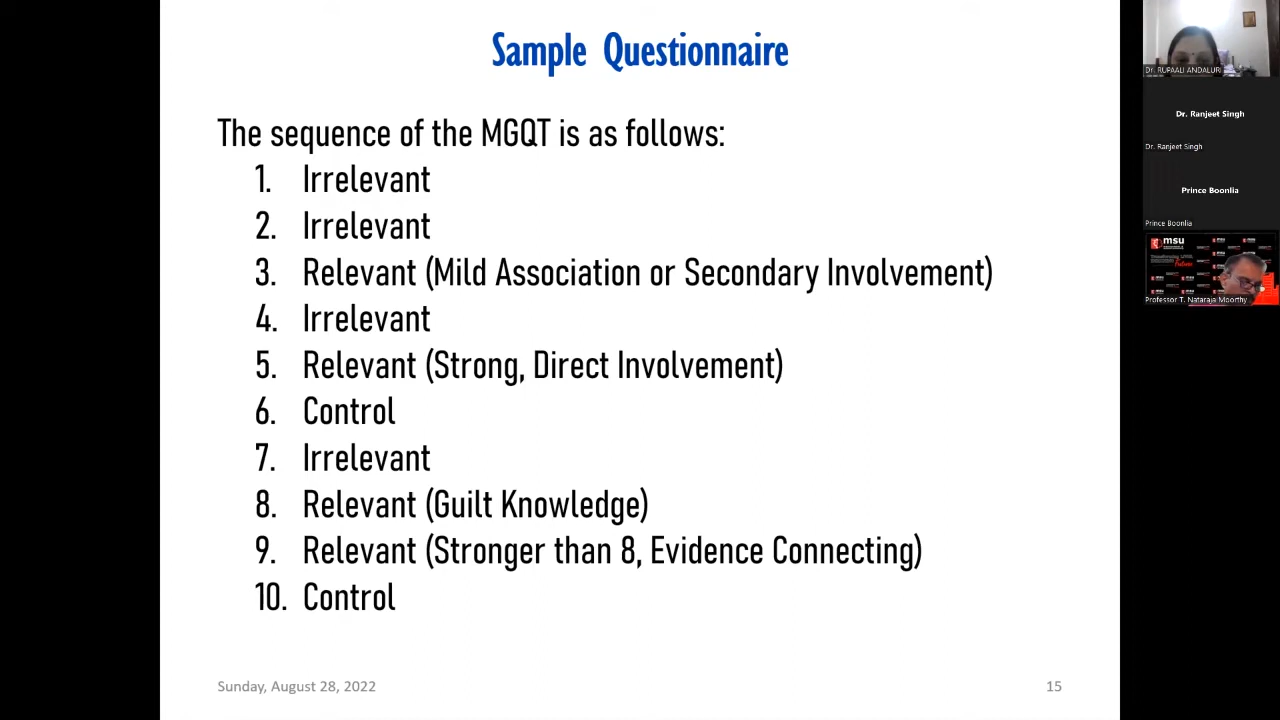 Sample Questionnaire
The sequence of the MGQT is as follows:
1. Irrelevant
2. Irrelevant
3. Relevant (Mild Association or Secondary Involvement)
4. Irrelevant
5. Relevant (Strong, Direct Involvement)
6. Control
7. Irrelevant
8. Relevant (Guilt Knowledge)
9. Relevant (Stronger than 8, Evidence Connecting)
10. Control
Sunday, August 28, 2022
15
Dr. RUPAALI ANDALURI
Dr. Ranjeet Singh
Dr. Ranjeet Singh
Prince Boonlia
Prince Boonlia
msu
Professor T. Nataraja Moorthy